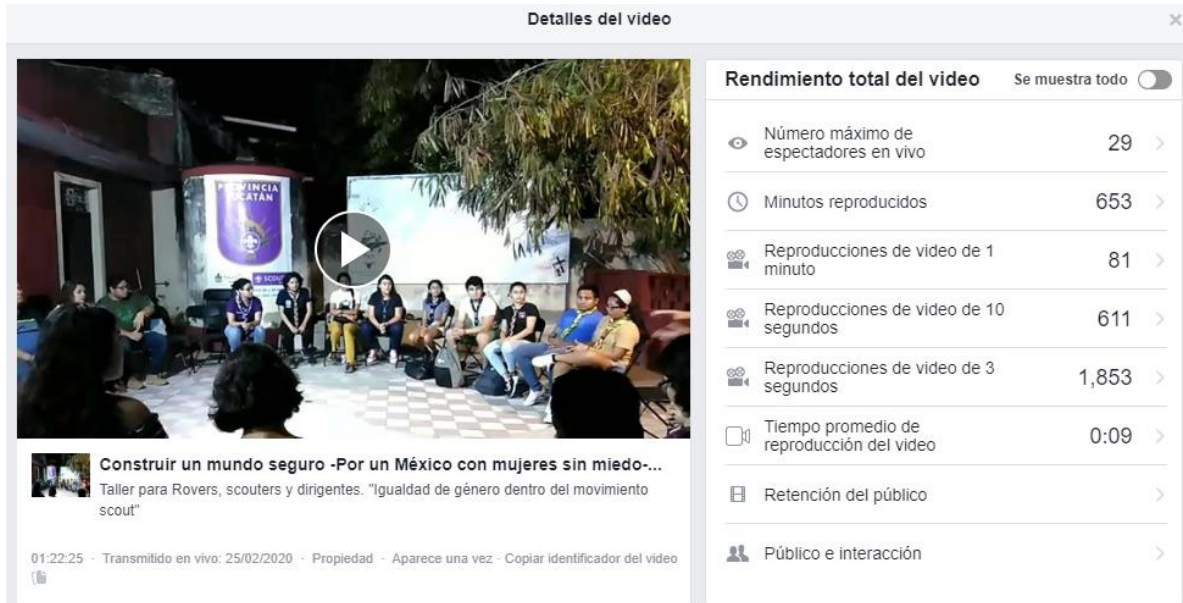 Detalles del video
PROVINCIA
YUCATÁN
SCOUTS
Construir un mundo seguro -Por un México con mujeres sin miedo-...
Taller para Rovers, scouters y dirigentes. "Igualdad de género dentro del movimiento
scout"
01:22:25 · Transmitido en vivo: 25/02/2020 · Propiedad · Aparece una vez · Copiar identificador del video
Rendimiento total del video Se muestra todo
Número máximo de
espectadores en vivo 29
Minutos reproducidos 653
Reproducciones de video de 1
minuto 81
Reproducciones de video de 10
segundos 611
Reproducciones de video de 3
segundos 1,853
Tiempo promedio de
reproducción del video 0:09
Retención del público
Público e interacción